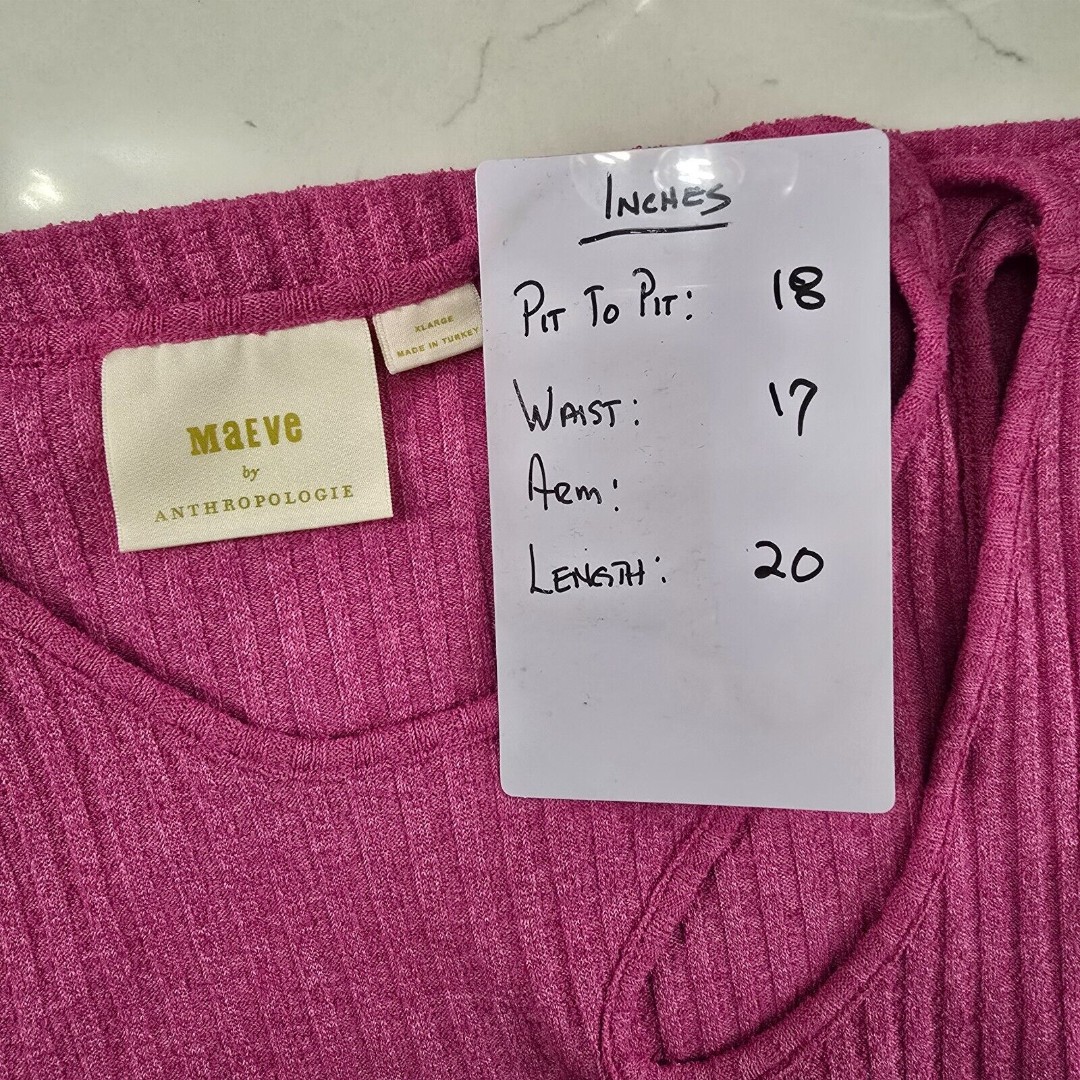 INCHES
PIT TO PIT: 18
WAIST: 17
ARM:
LENGTH: 20
XLARGE
MADE IN TURKEY
MaEVe
by
ANTHROPOLOGIE